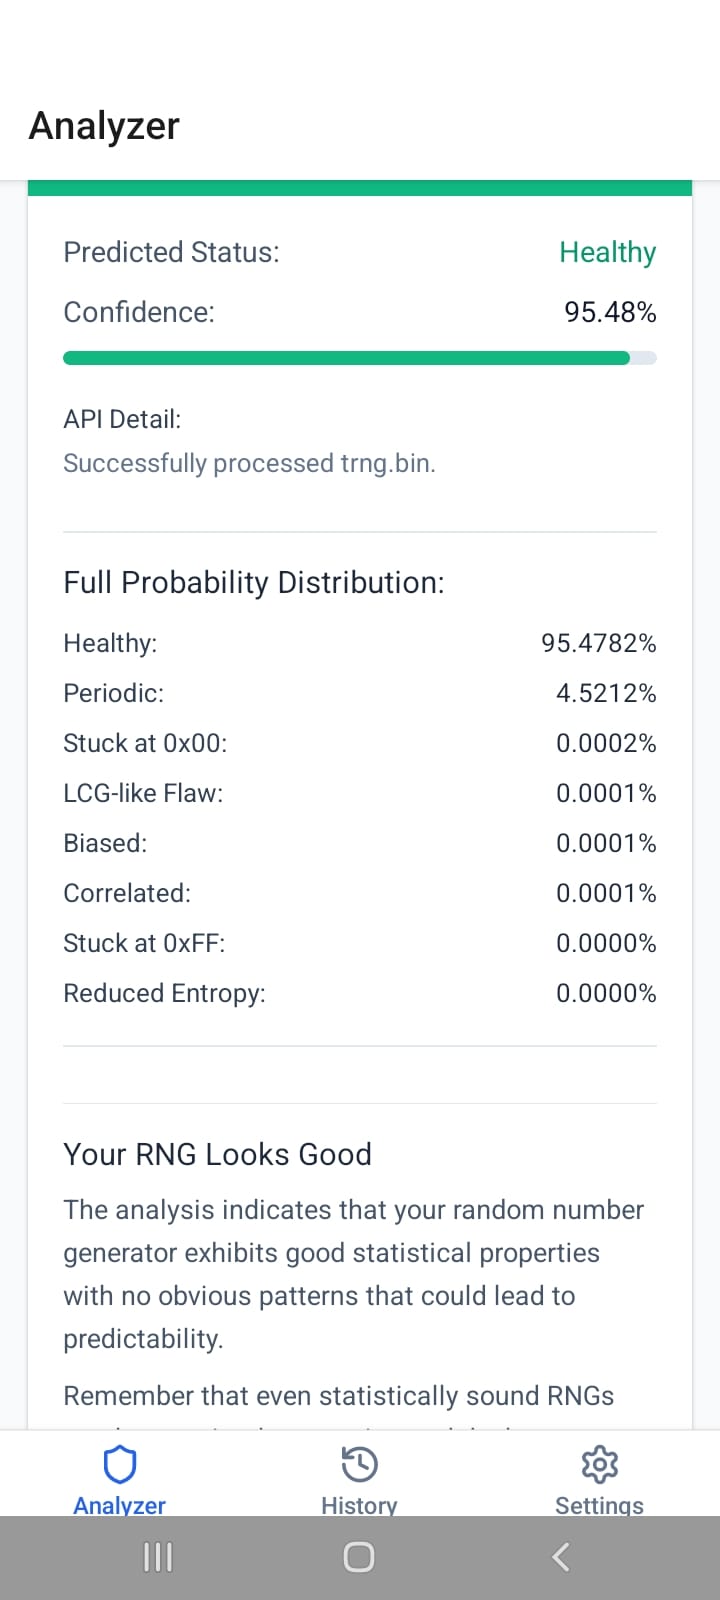 Analyzer
Predicted Status: Healthy
Confidence: 95.48%
API Detail:
Successfully processed trng.bin.
Full Probability Distribution:
Healthy: 95.4782%
Periodic: 4.5212%
Stuck at 0x00: 0.0002%
LCG-like Flaw: 0.0001%
Biased: 0.0001%
Correlated: 0.0001%
Stuck at 0xFF: 0.0000%
Reduced Entropy: 0.0000%
Your RNG Looks Good
The analysis indicates that your random number
generator exhibits good statistical properties
with no obvious patterns that could lead to
predictability.
Remember that even statistically sound RNGs
Analyzer History Settings